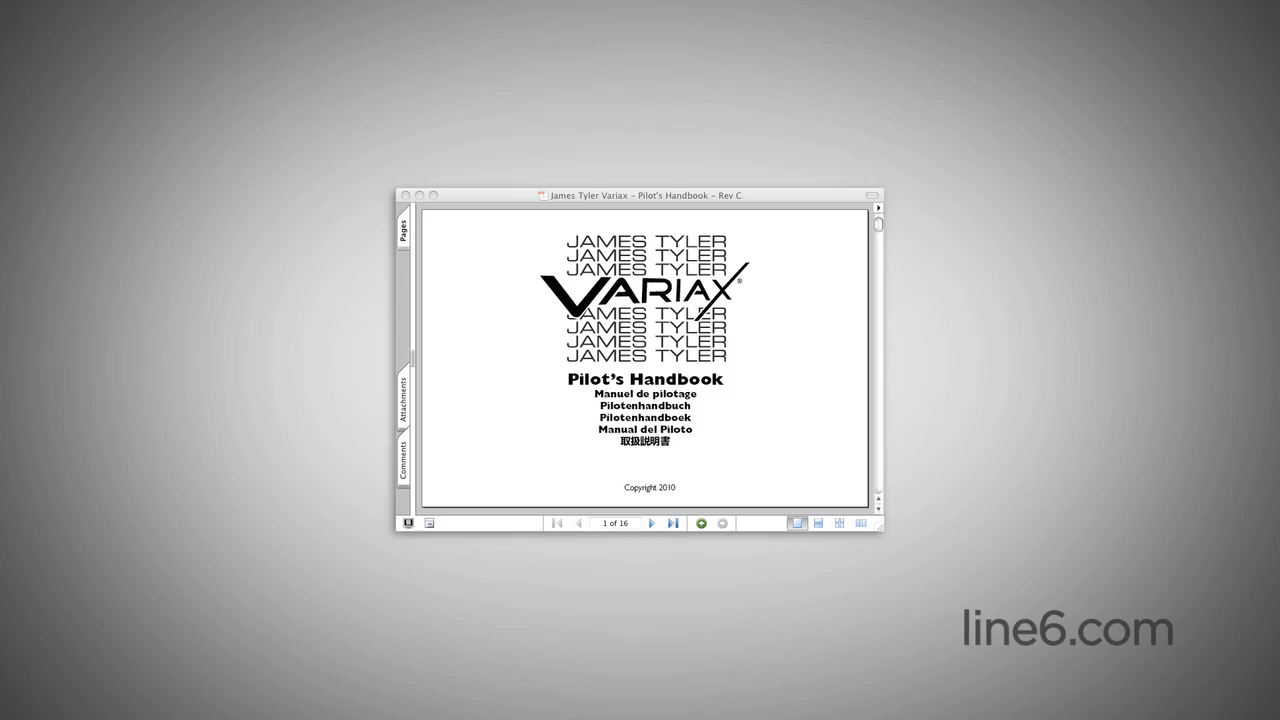 James Tyler Variax - Pilot's Handbook - Rev C
Pages
JAMES TYLER
JAMES TYLER
JAMES TYLER
VARIAX®
JAMES TYLER
JAMES TYLER
JAMES TYLER
JAMES TYLER
Pilot's Handbook
Manuel de pilotage
Pilotenhandbuch
Pilotenhandboek
Manual del Piloto
取扱説明書
Attachments
Comments
Copyright 2010
1 of 16
line6.com